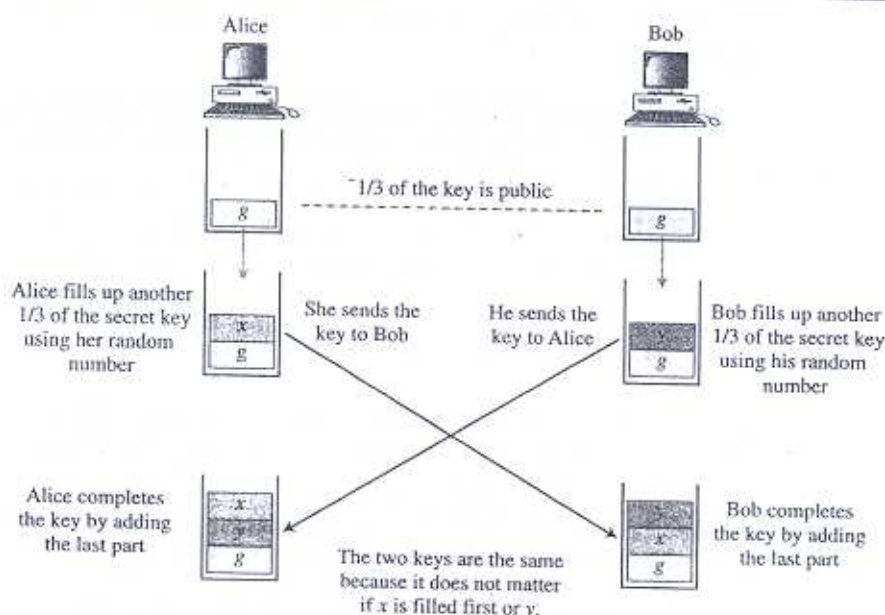 Alice
Bob
1/3 of the key is public
g
g
Alice fills up another
1/3 of the secret key
using her random
number
x
g
She sends the
key to Bob
He sends the
key to Alice
g
Bob fills up another
1/3 of the secret key
using his random
number
Alice completes
the key by adding
the last part
x
y
g
The two keys are the same
because it does not matter
if x is filled first or y.
x
g
Bob completes
the key by adding
the last part